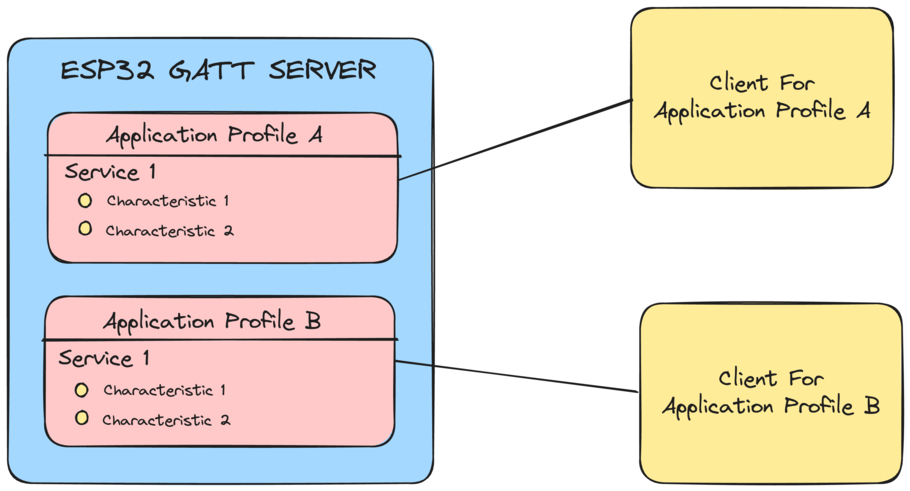 ESP32 GATT SERVER
Application Profile A
Service 1
Characteristic 1
Characteristic 2
Application Profile B
Service 1
Characteristic 1
Characteristic 2
Client For
Application Profile A
Client For
Application Profile B